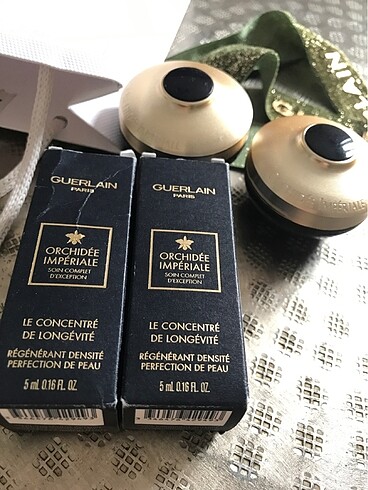 GUERLAIN
PARIS
ORCHIDÉE
IMPÉRIALE
SOIN COMPLET
D'EXCEPTION
LE CONCENTRÉ
DE LONGÉVITÉ
RÉGÉNÉRANT DENSITÉ
PERFECTION DE PEAU
5 mL 0.16 FL. OZ.
GUERLAIN
PARIS
ORCHIDÉE
IMPÉRIALE
SOIN COMPLET
D'EXCEPTION
LE CONCENTRÉ
DE LONGÉVITÉ
RÉGÉNÉRANT DENSITÉ
PERFECTION DE PEAU
5 mL 0.16 FL. OZ.
LAIN